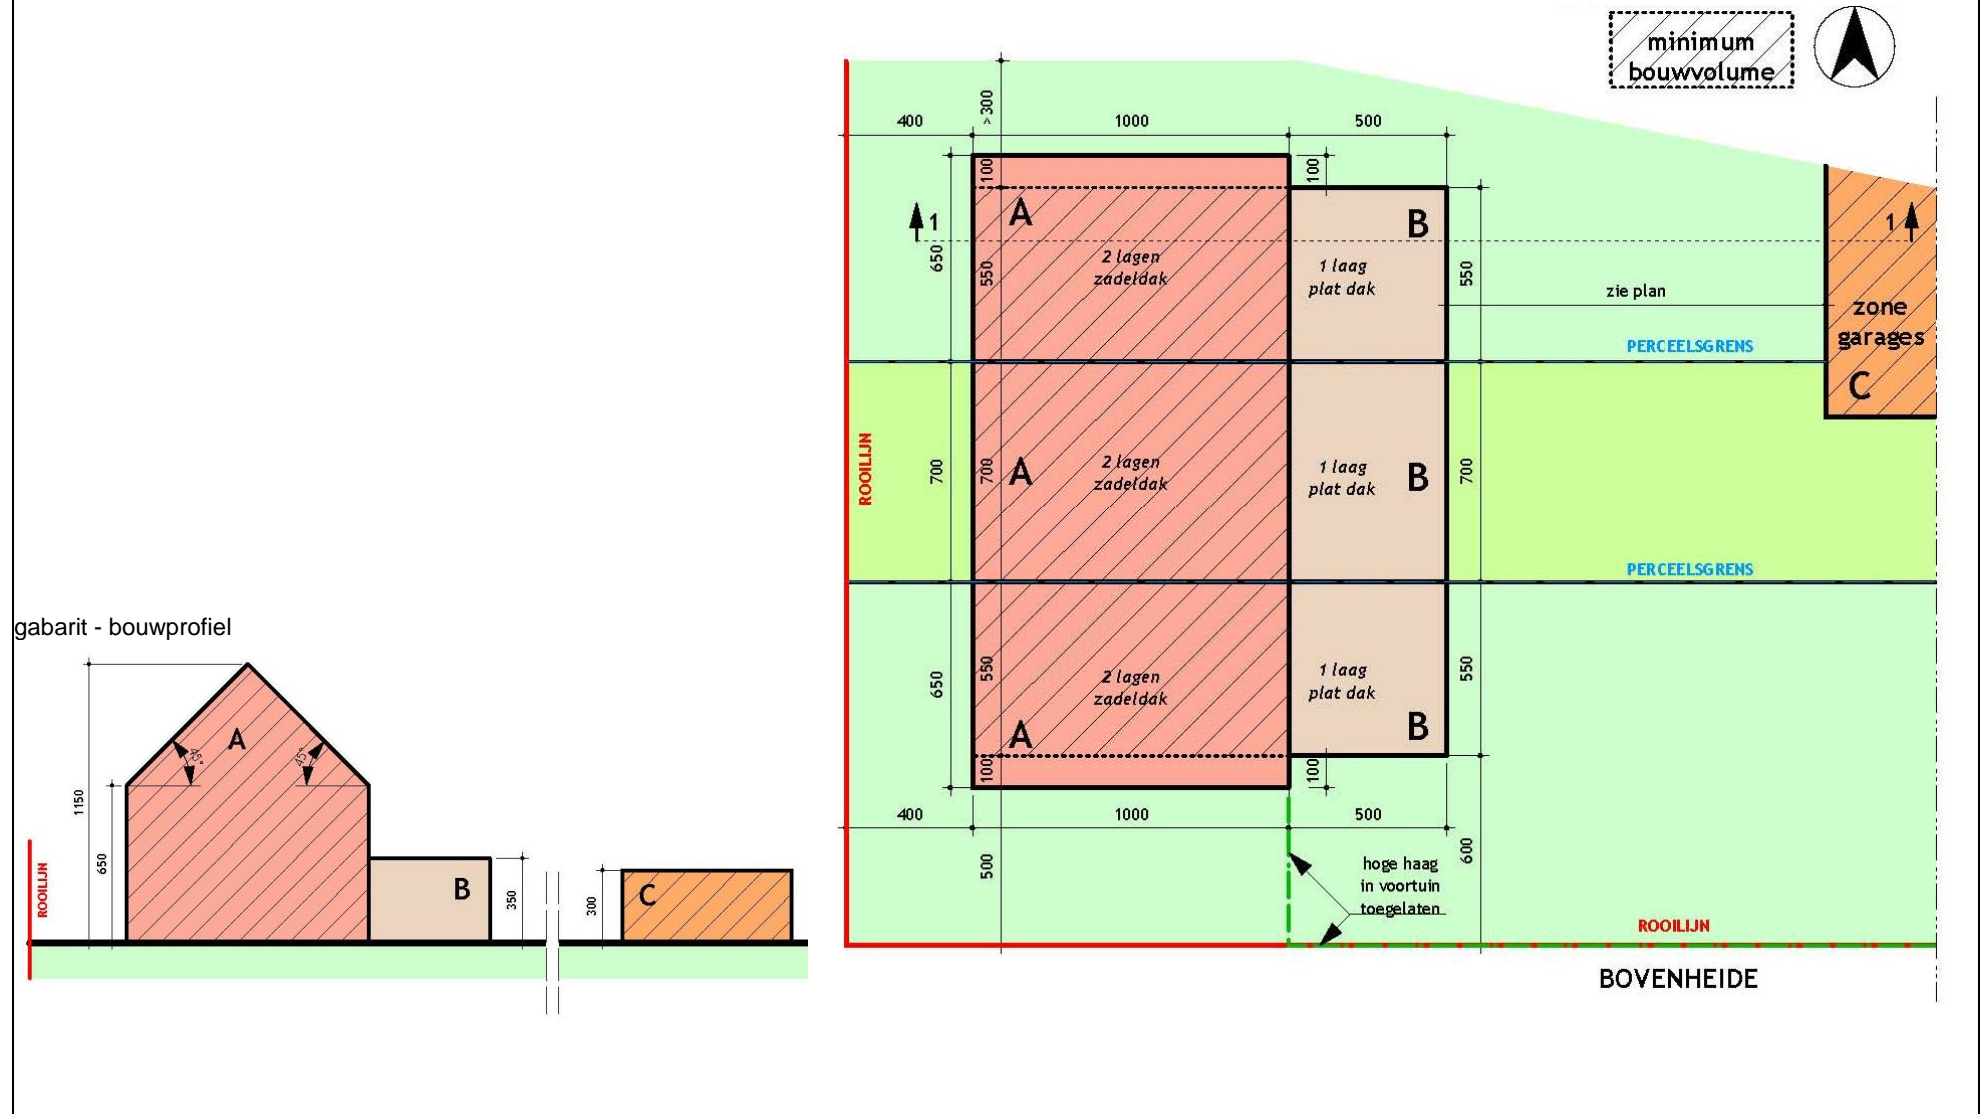 minimum
bouwvolume
>300
400
1000
500
100
100
A
B
1
1
650
550
2 lagen
zadeldak
1 laag
plat dak
550
zie plan
zone
garages
PERCEELSGRENS
C
ROOILIJN
700
700
A
2 lagen
zadeldak
1 laag
plat dak
B
700
PERCEELSGRENS
650
550
2 lagen
zadeldak
1 laag
plat dak
550
A
B
100
100
400
1000
500
500
600
hoge haag
in voortuin
toegelaten
ROOILIJN
BOVENHEIDE
gabarit - bouwprofiel
A
45°
45°
1150
650
ROOILIJN
B
350
300
C